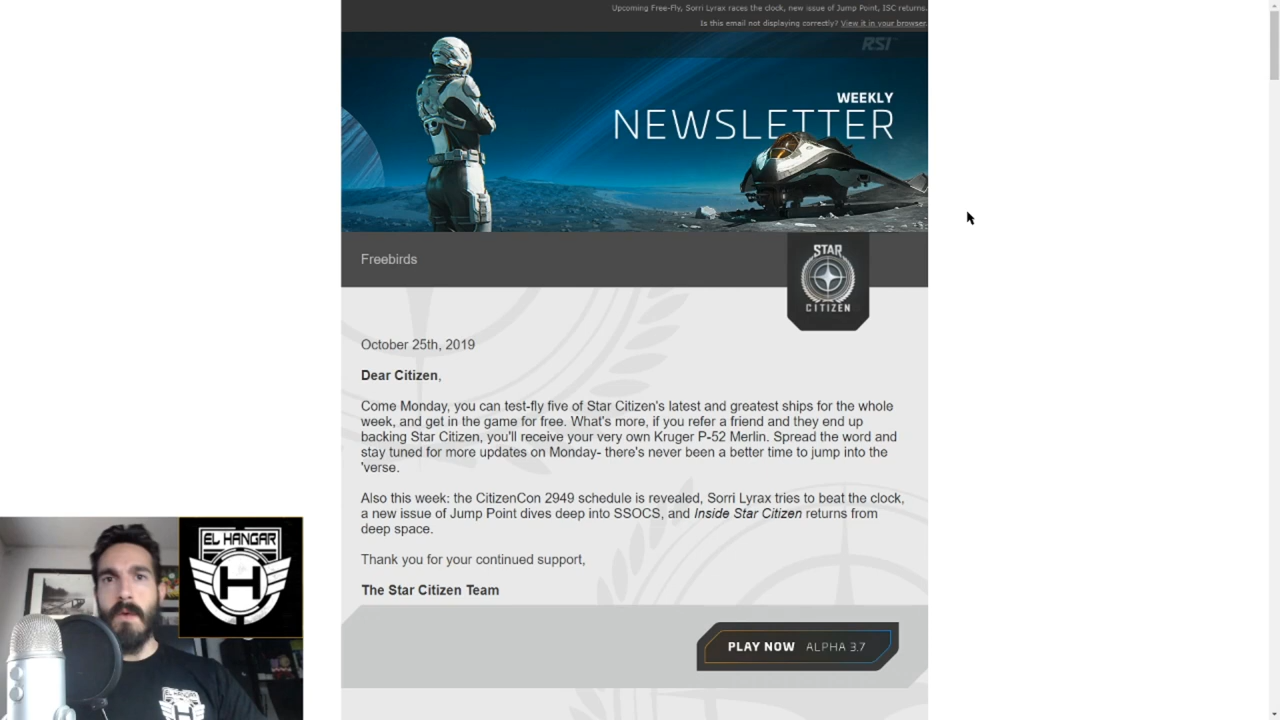 Upcoming Free-Fly, Sorri Lyrax races the clock, new issue of Jump Point, ISC returns.
Is this email not displaying correctly? View it in your browser.
RSI
WEEKLY
NEWSLETTER
Freebirds
STAR
CITIZEN
October 25th, 2019
Dear Citizen,
Come Monday, you can test-fly five of Star Citizen's latest and greatest ships for the whole
week, and get in the game for free. What's more, if you refer a friend and they end up
backing Star Citizen, you'll receive your very own Kruger P-52 Merlin. Spread the word and
stay tuned for more updates on Monday- there's never been a better time to jump into the
'verse.
Also this week: the CitizenCon 2949 schedule is revealed, Sorri Lyrax tries to beat the clock,
a new issue of Jump Point dives deep into SSOCS, and Inside Star Citizen returns from
deep space.
Thank you for your continued support,
The Star Citizen Team
PLAY NOW ALPHA 3.7
EL HANGAR
H
EL HANGAR